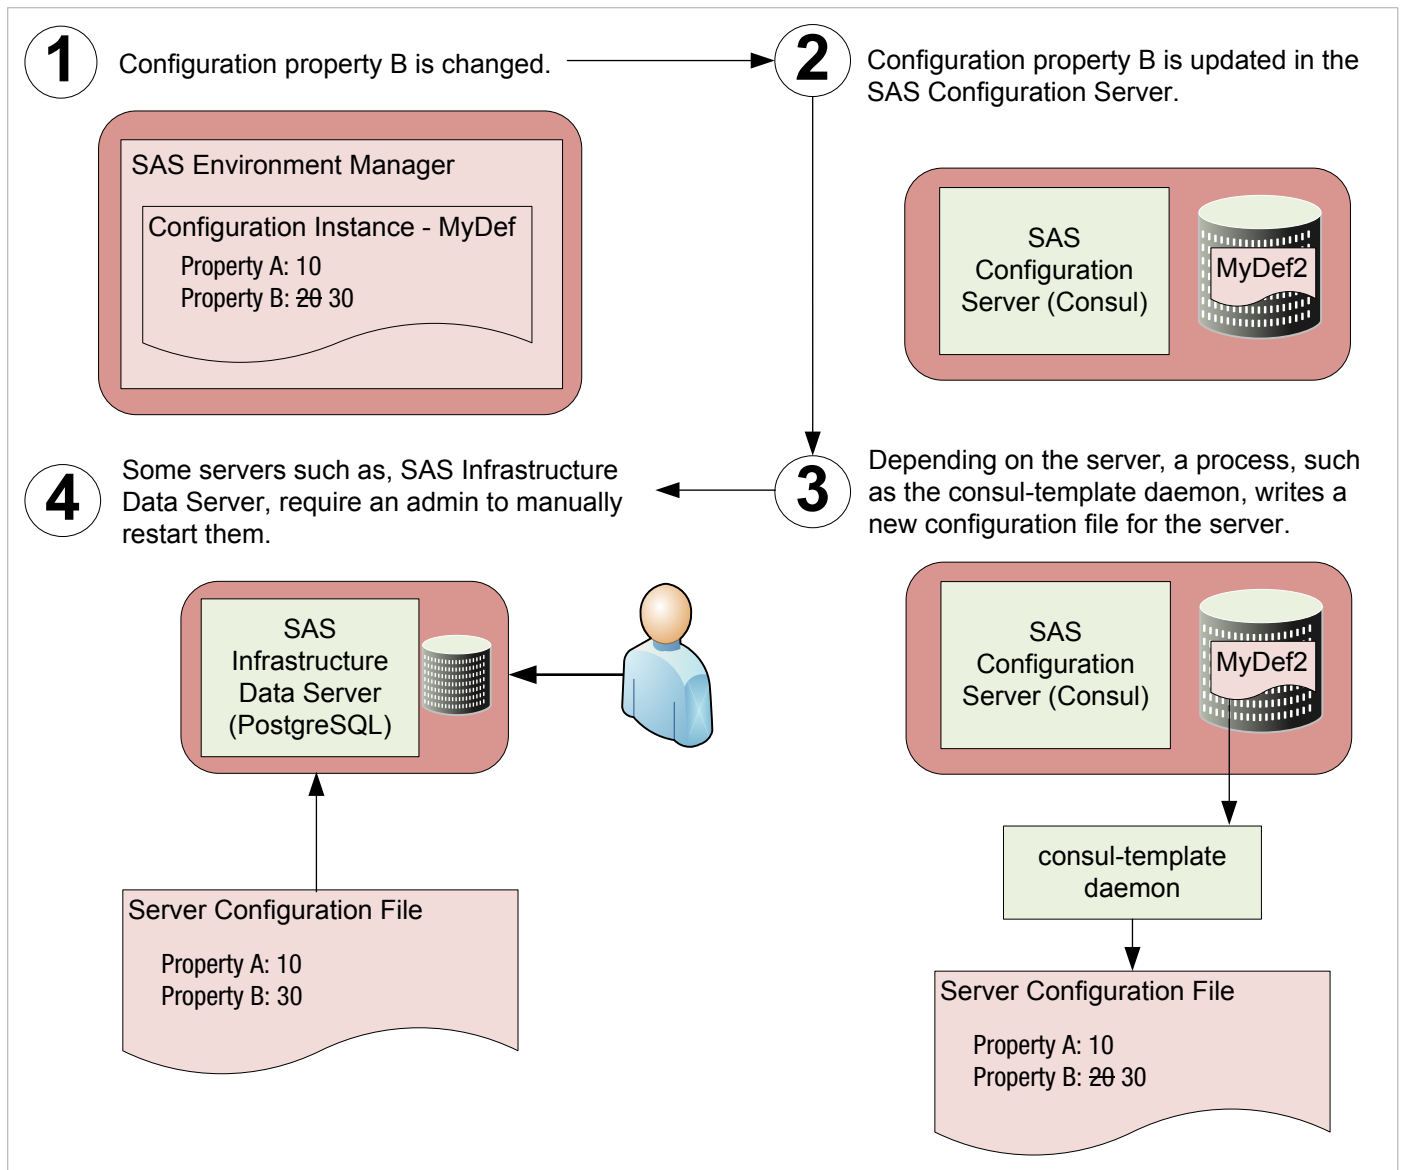 1
Configuration property B is changed.
SAS Environment Manager
Configuration Instance - MyDef
Property A: 10
Property B: 20 30
2
Configuration property B is updated in the
SAS Configuration Server.
SAS
Configuration
Server (Consul)
MyDef2
3
Depending on the server, a process, such
as the consul-template daemon, writes a
new configuration file for the server.
SAS
Configuration
Server (Consul)
MyDef2
consul-template
daemon
Server Configuration File
Property A: 10
Property B: 20 30
4
Some servers such as, SAS Infrastructure
Data Server, require an admin to manually
restart them.
SAS
Infrastructure
Data Server
(PostgreSQL)
Server Configuration File
Property A: 10
Property B: 30